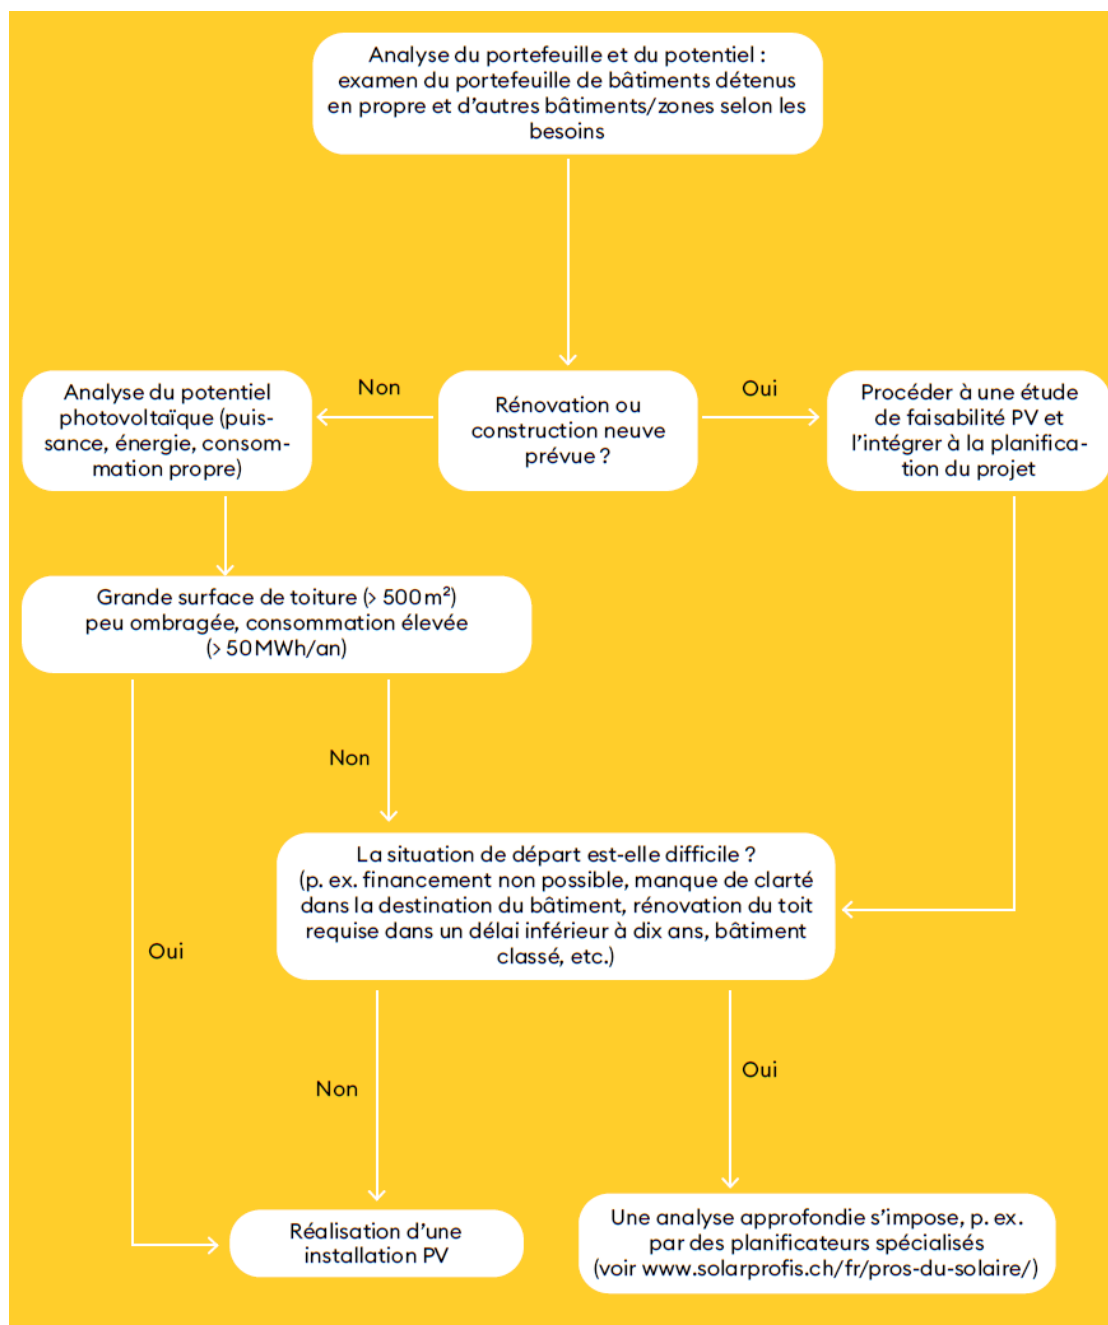 Analyse du portefeuille et du potentiel :
examen du portefeuille de bâtiments détenus
en propre et d'autres bâtiments/zones selon les
besoins
Analyse du potentiel
photovoltaïque (puis-
sance, énergie, consom-
mation propre)
Non
Rénovation ou
construction neuve
prévue ?
Oui
Procéder à une étude
de faisabilité PV et
l'intégrer à la planifica-
tion du projet
Grande surface de toiture (> 500 m²)
peu ombragée, consommation élevée
(> 50 MWh/an)
Non
La situation de départ est-elle difficile ?
(p. ex. financement non possible, manque de clarté
dans la destination du bâtiment, rénovation du toit
requise dans un délai inférieur à dix ans, bâtiment
classé, etc.)
Oui
Non
Oui
Réalisation d'une
installation PV
Une analyse approfondie s'impose, p. ex.
par des planificateurs spécialisés
(voir www.solarprofis.ch/fr/pros-du-solaire/)